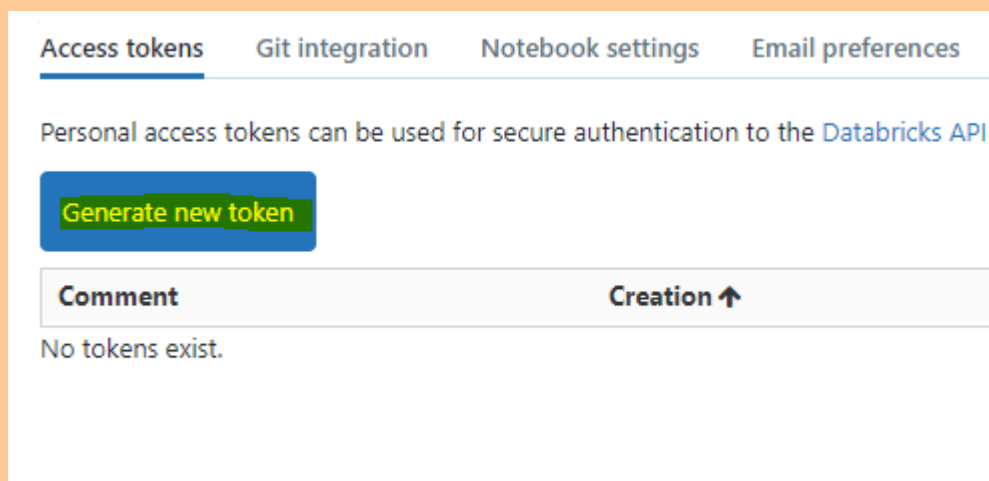 Access tokens Git integration Notebook settings Email preferences
Personal access tokens can be used for secure authentication to the Databricks API
Generate new token
Comment Creation
No tokens exist.